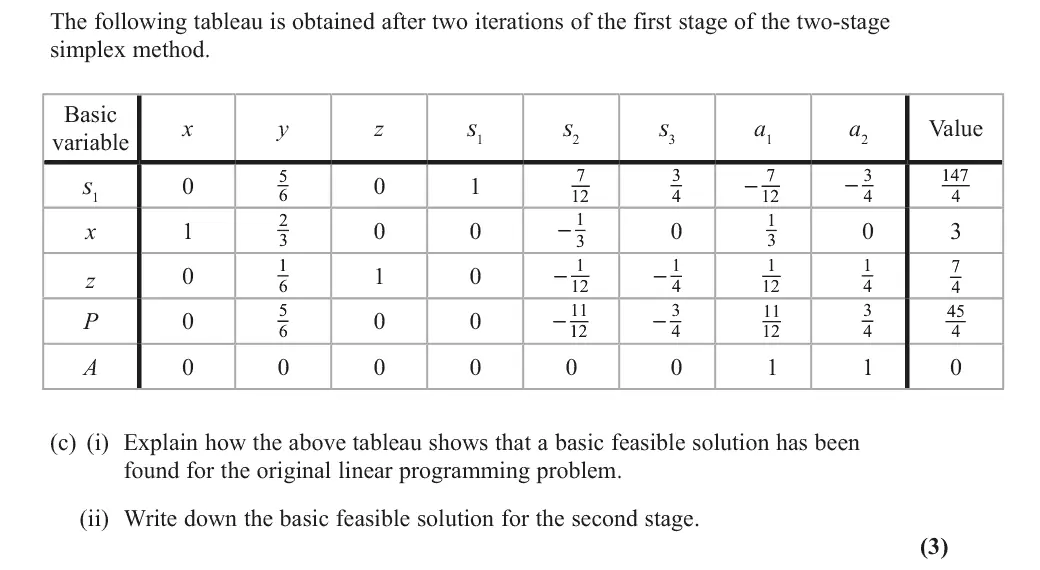 The following tableau is obtained after two iterations of the first stage of the two-stage
simplex method.
Basic variable x y z s₁ s₂ s₃ a₁ a₂ Value
s₁ 0 5/6 0 1 7/12 3/4 −7/12 −3/4 147/4
x 1 2/3 0 0 −1/3 0 1/3 0 3
z 0 1/6 1 0 −1/12 −1/4 1/12 1/4 7/4
P 0 5/6 0 0 −11/12 −3/4 11/12 3/4 45/4
A 0 0 0 0 0 0 1 1 0
(c) (i) Explain how the above tableau shows that a basic feasible solution has been
found for the original linear programming problem.
(ii) Write down the basic feasible solution for the second stage.
(3)